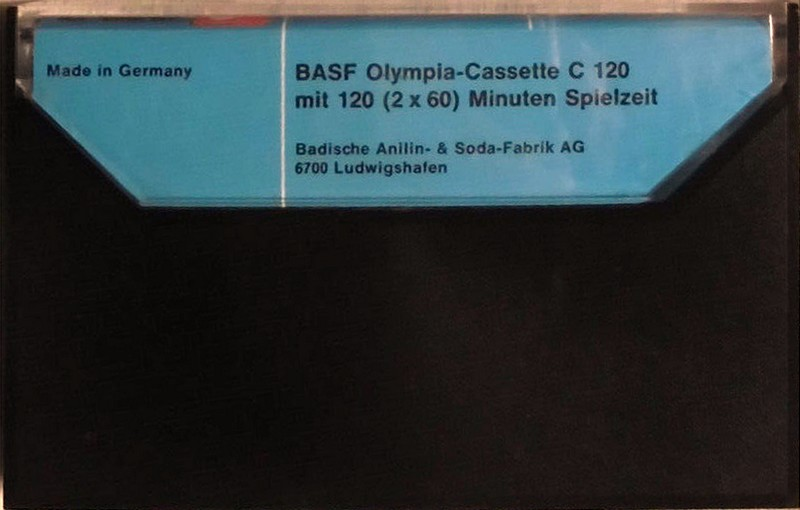 Made in Germany
BASF Olympia-Cassette C 120
mit 120 (2 x 60) Minuten Spielzeit
Badische Anilin- & Soda-Fabrik AG
6700 Ludwigshafen